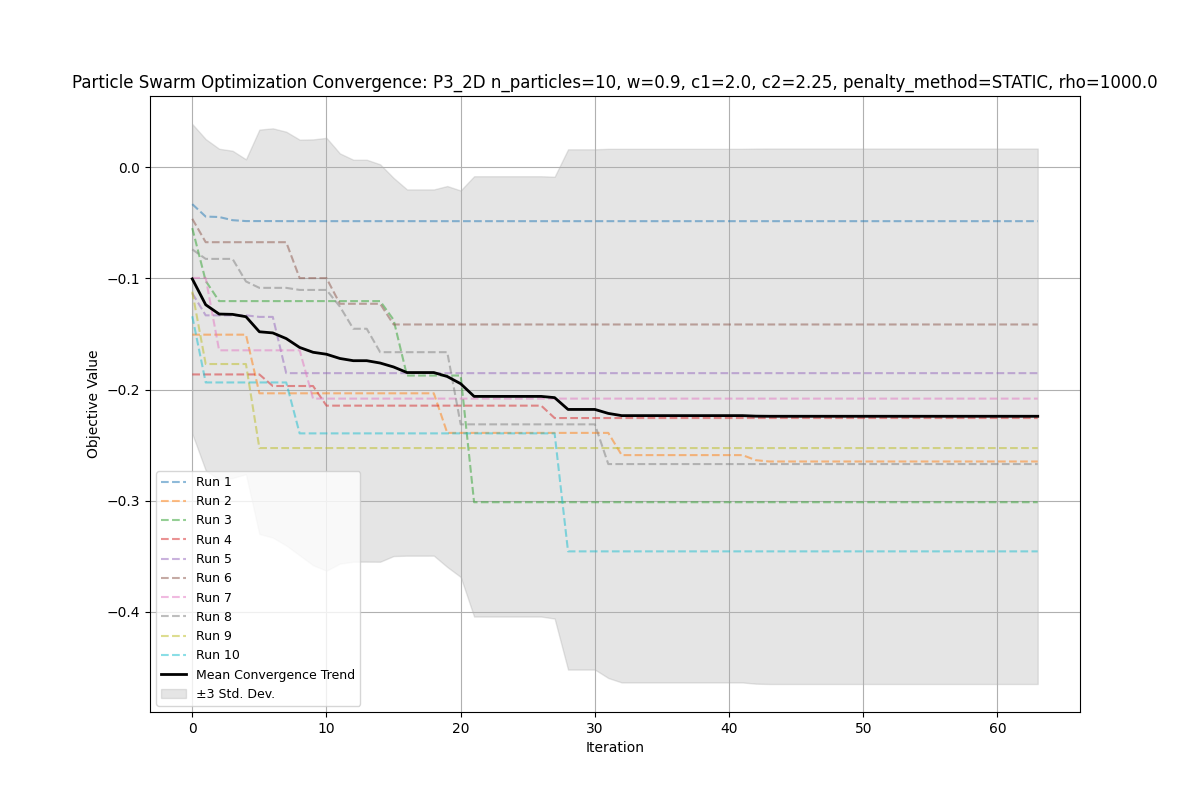 Particle Swarm Optimization Convergence: P3_2D n_particles=10, w=0.9, c1=2.0, c2=2.25, penalty_method=STATIC, rho=1000.0
0.0
−0.1
−0.2
−0.3
−0.4
Objective Value
Run 1
Run 2
Run 3
Run 4
Run 5
Run 6
Run 7
Run 8
Run 9
Run 10
Mean Convergence Trend
±3 Std. Dev.
0 10 20 30 40 50 60
Iteration